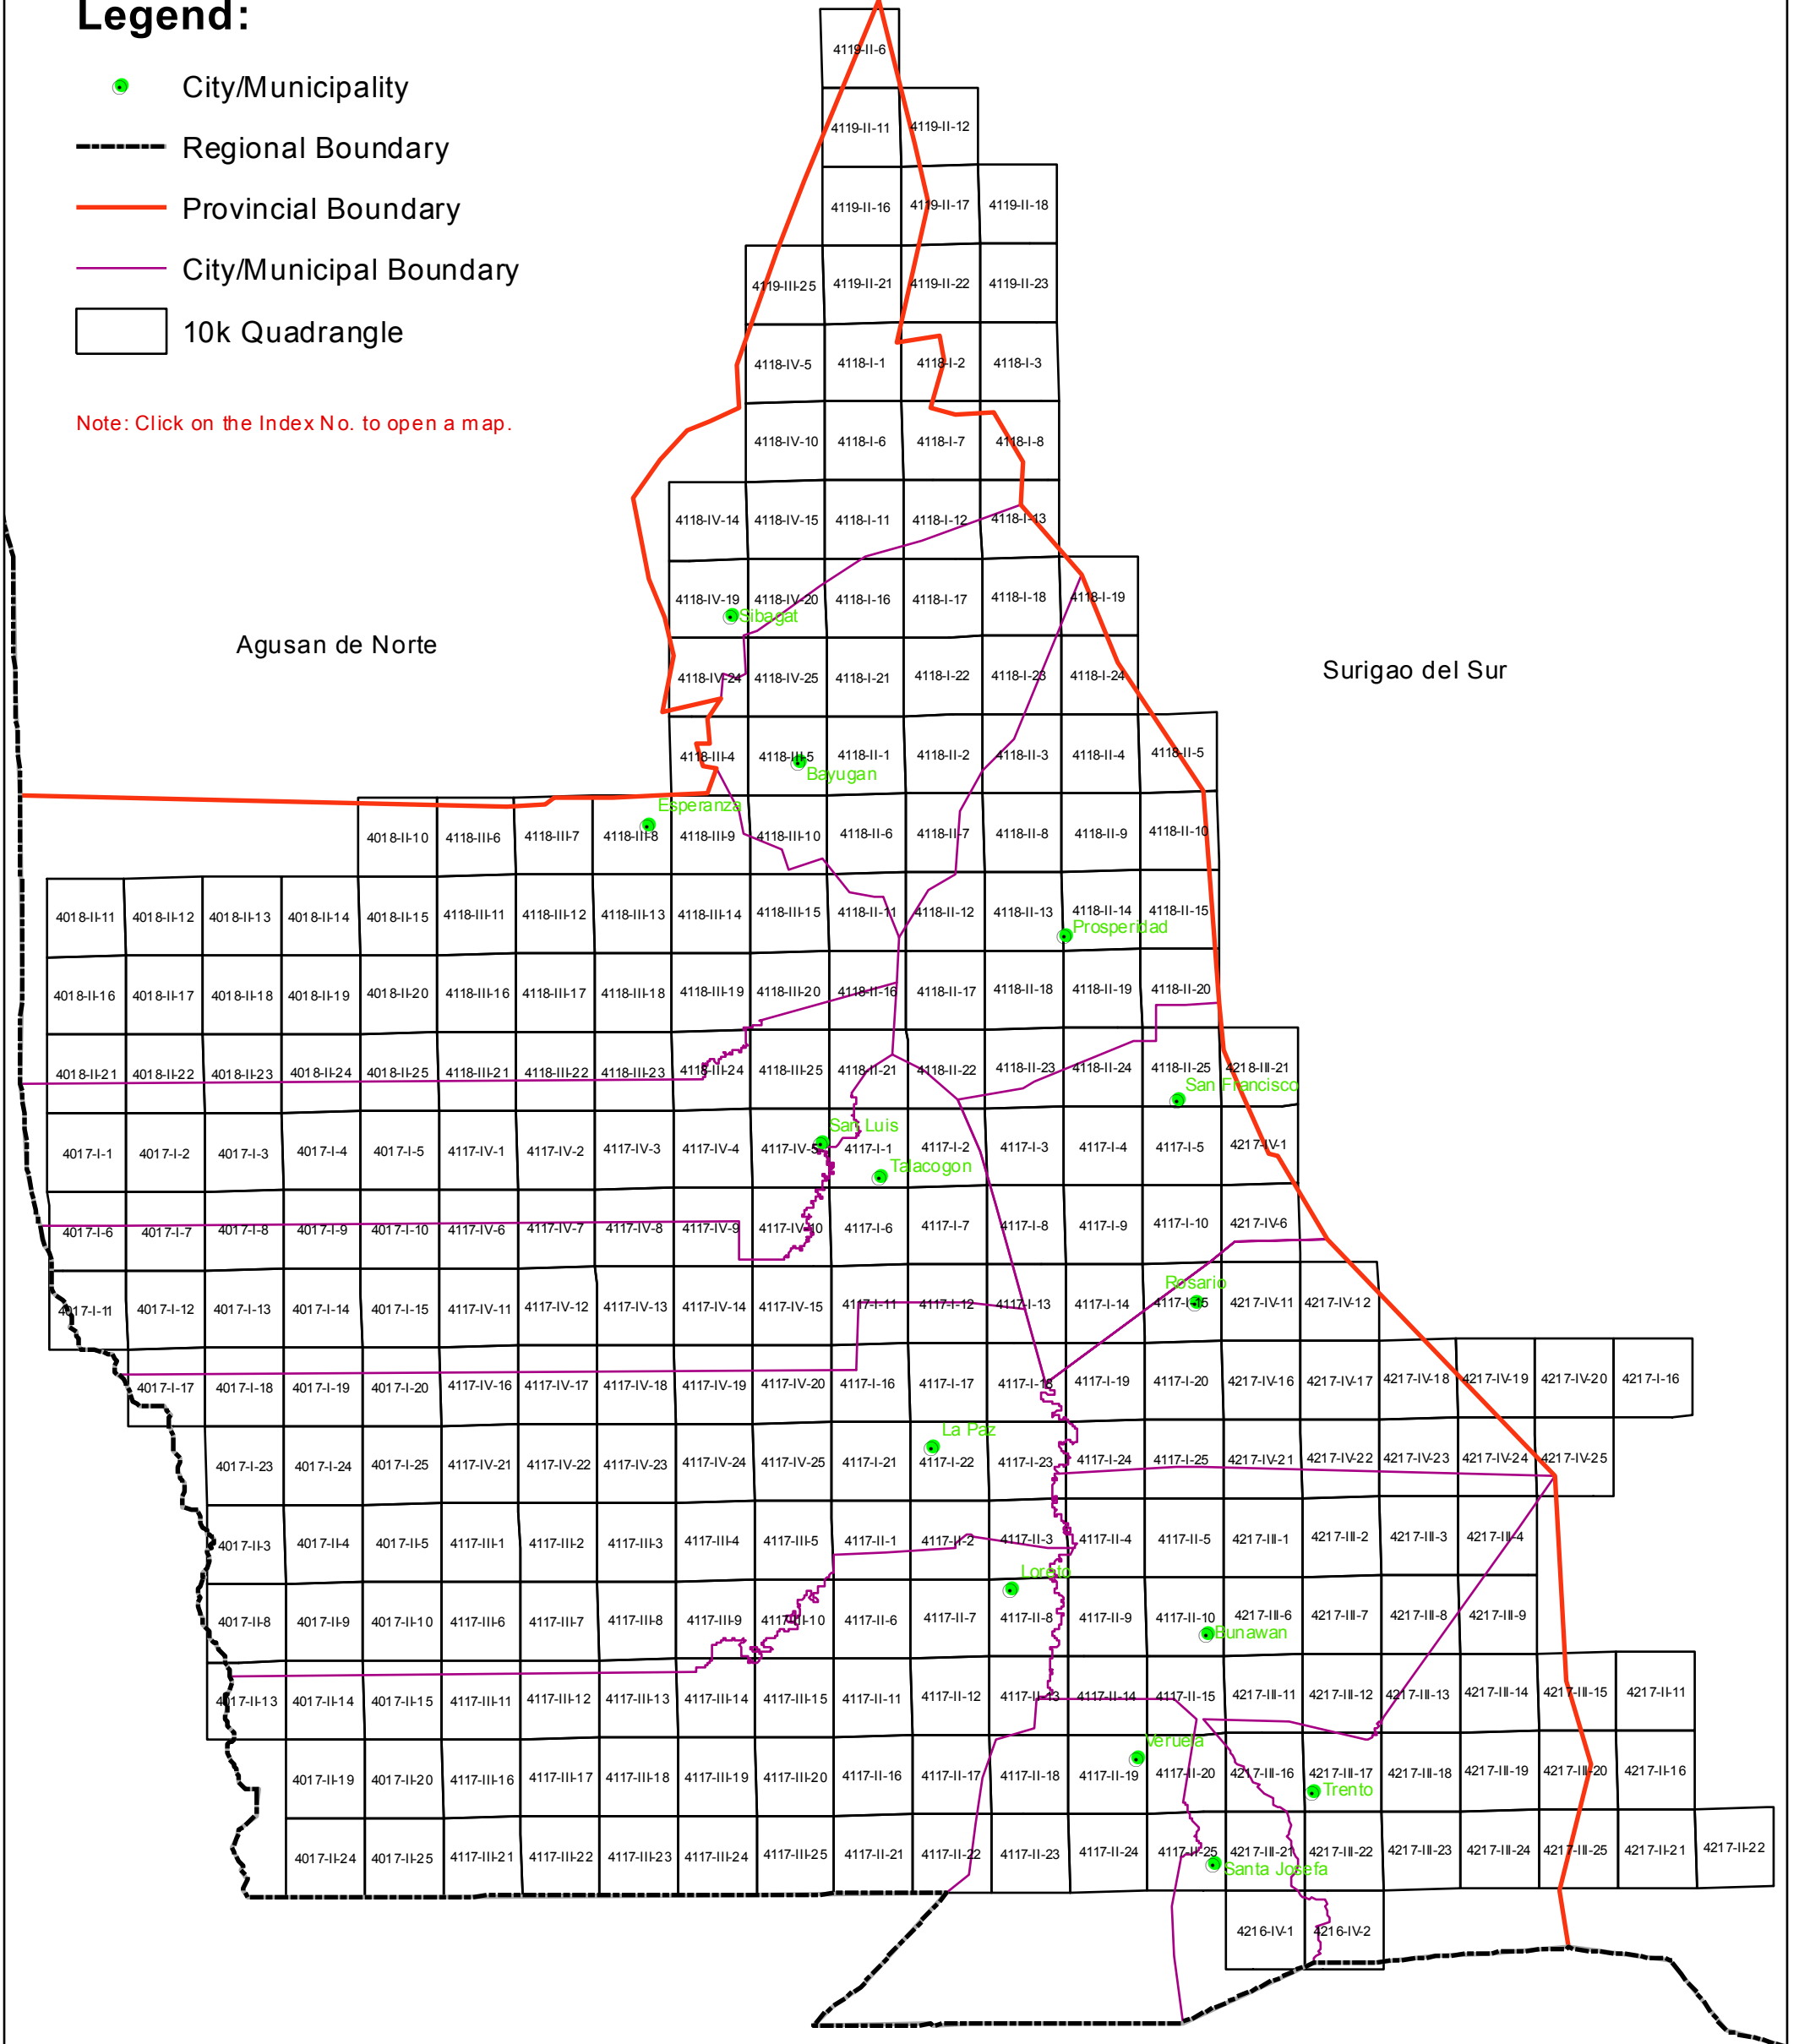 Legend:
City/Municipality
Regional Boundary
Provincial Boundary
City/Municipal Boundary
10k Quadrangle
Note: Click on the Index No. to open a map.
Agusan de Norte
Surigao del Sur
4119-II-6
4119-II-11 4119-II-12
4119-II-16 4119-II-17 4119-II-18
4119-III-25 4119-II-21 4119-II-22 4119-II-23
4118-IV-5 4118-I-1 4118-I-2 4118-I-3
4118-IV-10 4118-I-6 4118-I-7 4118-I-8
4118-IV-14 4118-IV-15 4118-I-11 4118-I-12 4118-I-13
4118-IV-19 4118-IV-20 4118-I-16 4118-I-17 4118-I-18 4118-I-19
Sibagat
4118-IV-24 4118-IV-25 4118-I-21 4118-I-22 4118-I-23 4118-I-24
4118-III-4 4118-III-5 4118-II-1 4118-II-2 4118-II-3 4118-II-4 4118-II-5
Bayugan
Esperanza
4018-II-10 4118-III-6 4118-III-7 4118-III-8 4118-III-9 4118-III-10 4118-II-6 4118-II-7 4118-II-8 4118-II-9 4118-II-10
4018-II-11 4018-II-12 4018-II-13 4018-II-14 4018-II-15 4118-III-11 4118-III-12 4118-III-13 4118-III-14 4118-III-15 4118-II-11 4118-II-12 4118-II-13 4118-II-14 4118-II-15
Prosperidad
4018-II-16 4018-II-17 4018-II-18 4018-II-19 4018-II-20 4118-III-16 4118-III-17 4118-III-18 4118-III-19 4118-III-20 4118-II-16 4118-II-17 4118-II-18 4118-II-19 4118-II-20
4018-II-21 4018-II-22 4018-II-23 4018-II-24 4018-II-25 4118-III-21 4118-III-22 4118-III-23 4118-III-24 4118-III-25 4118-II-21 4118-II-22 4118-II-23 4118-II-24 4118-II-25 4218-III-21
San Francisco
San Luis
4017-I-1 4017-I-2 4017-I-3 4017-I-4 4017-I-5 4117-IV-1 4117-IV-2 4117-IV-3 4117-IV-4 4117-IV-5 4117-I-1 4117-I-2 4117-I-3 4117-I-4 4117-I-5 4217-IV-1
Talacogon
4017-I-6 4017-I-7 4017-I-8 4017-I-9 4017-I-10 4117-IV-6 4117-IV-7 4117-IV-8 4117-IV-9 4117-IV-10 4117-I-6 4117-I-7 4117-I-8 4117-I-9 4117-I-10 4217-IV-6
Rosario
4017-I-11 4017-I-12 4017-I-13 4017-I-14 4017-I-15 4117-IV-11 4117-IV-12 4117-IV-13 4117-IV-14 4117-IV-15 4117-I-11 4117-I-12 4117-I-13 4117-I-14 4117-I-15 4217-IV-11 4217-IV-12
4017-I-17 4017-I-18 4017-I-19 4017-I-20 4117-IV-16 4117-IV-17 4117-IV-18 4117-IV-19 4117-IV-20 4117-I-16 4117-I-17 4117-I-18 4117-I-19 4117-I-20 4217-IV-16 4217-IV-17 4217-IV-18 4217-IV-19 4217-IV-20 4217-I-16
La Paz
4017-I-23 4017-I-24 4017-I-25 4117-IV-21 4117-IV-22 4117-IV-23 4117-IV-24 4117-IV-25 4117-I-21 4117-I-22 4117-I-23 4117-I-24 4117-I-25 4217-IV-21 4217-IV-22 4217-IV-23 4217-IV-24 4217-IV-25
4017-II-3 4017-II-4 4017-II-5 4117-III-1 4117-III-2 4117-III-3 4117-III-4 4117-III-5 4117-II-1 4117-II-2 4117-II-3 4117-II-4 4117-II-5 4217-III-1 4217-III-2 4217-III-3 4217-III-4
Loreto
4017-II-8 4017-II-9 4017-II-10 4117-III-6 4117-III-7 4117-III-8 4117-III-9 4117-III-10 4117-II-6 4117-II-7 4117-II-8 4117-II-9 4117-II-10 4217-III-6 4217-III-7 4217-III-8 4217-III-9
Bunawan
4017-II-13 4017-II-14 4017-II-15 4117-III-11 4117-III-12 4117-III-13 4117-III-14 4117-III-15 4117-II-11 4117-II-12 4117-II-13 4117-II-14 4117-II-15 4217-III-11 4217-III-12 4217-III-13 4217-III-14 4217-III-15 4217-II-11
Veruela
4017-II-19 4017-II-20 4117-III-16 4117-III-17 4117-III-18 4117-III-19 4117-III-20 4117-II-16 4117-II-17 4117-II-18 4117-II-19 4117-II-20 4217-III-16 4217-III-17 4217-III-18 4217-III-19 4217-III-20 4217-II-16
Trento
4017-II-24 4017-II-25 4117-III-21 4117-III-22 4117-III-23 4117-III-24 4117-III-25 4117-II-21 4117-II-22 4117-II-23 4117-II-24 4117-II-25 4217-III-21 4217-III-22 4217-III-23 4217-III-24 4217-III-25 4217-II-21 4217-II-22
Santa Josefa
4216-IV-1 4216-IV-2